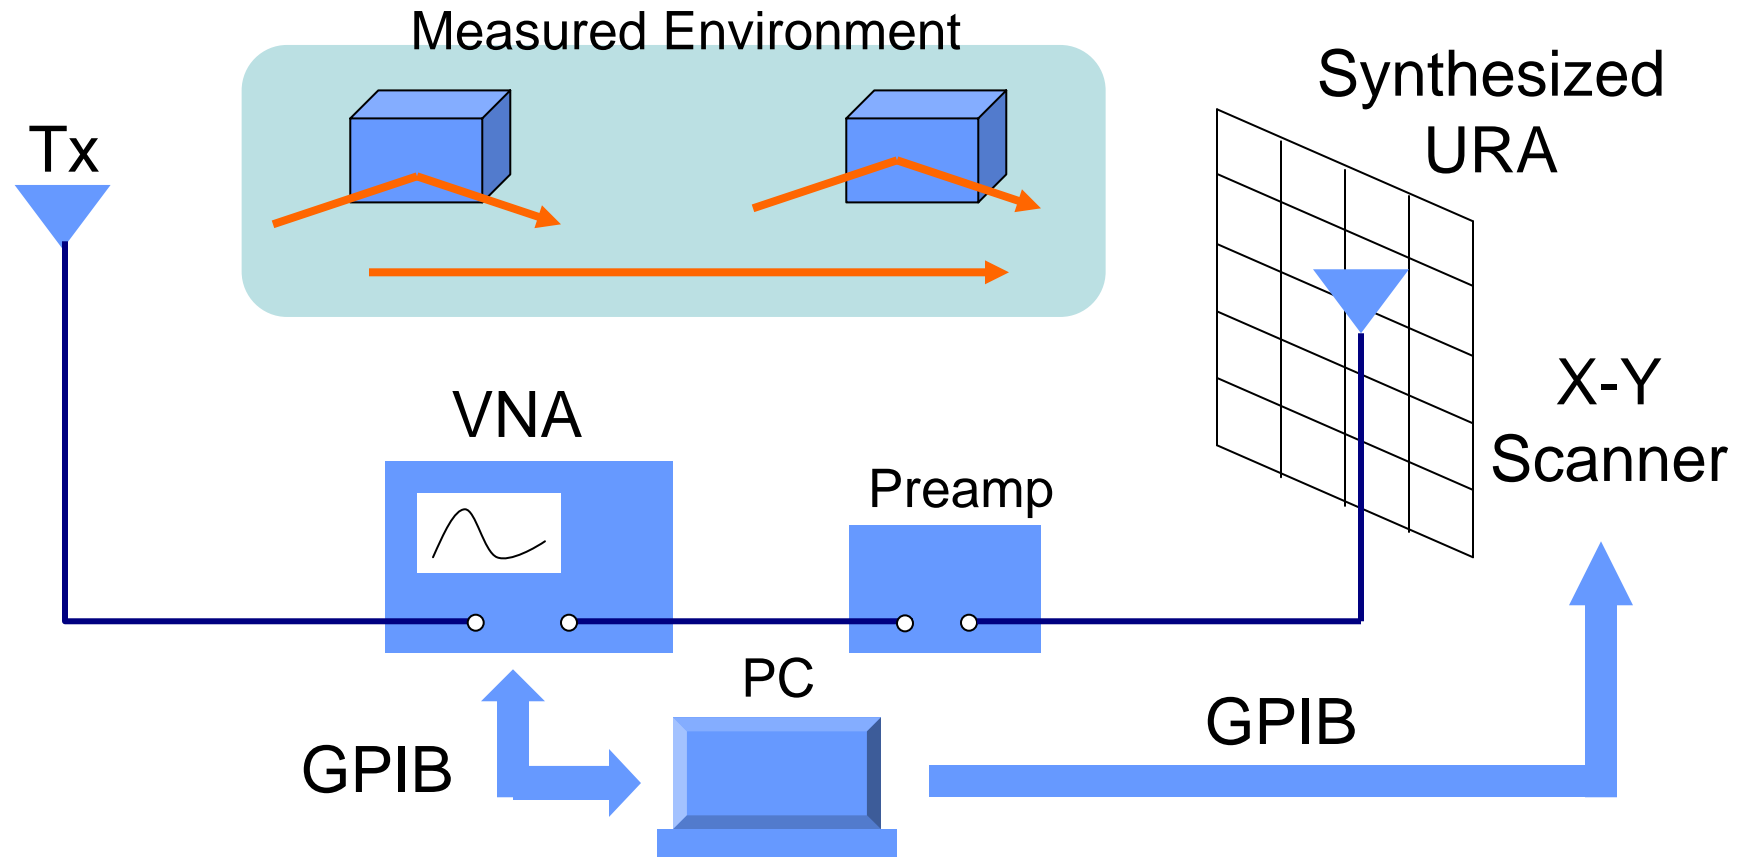 Measured Environment
Synthesized
URA
Tx
X-Y
Scanner
VNA
Preamp
PC
GPIB
GPIB